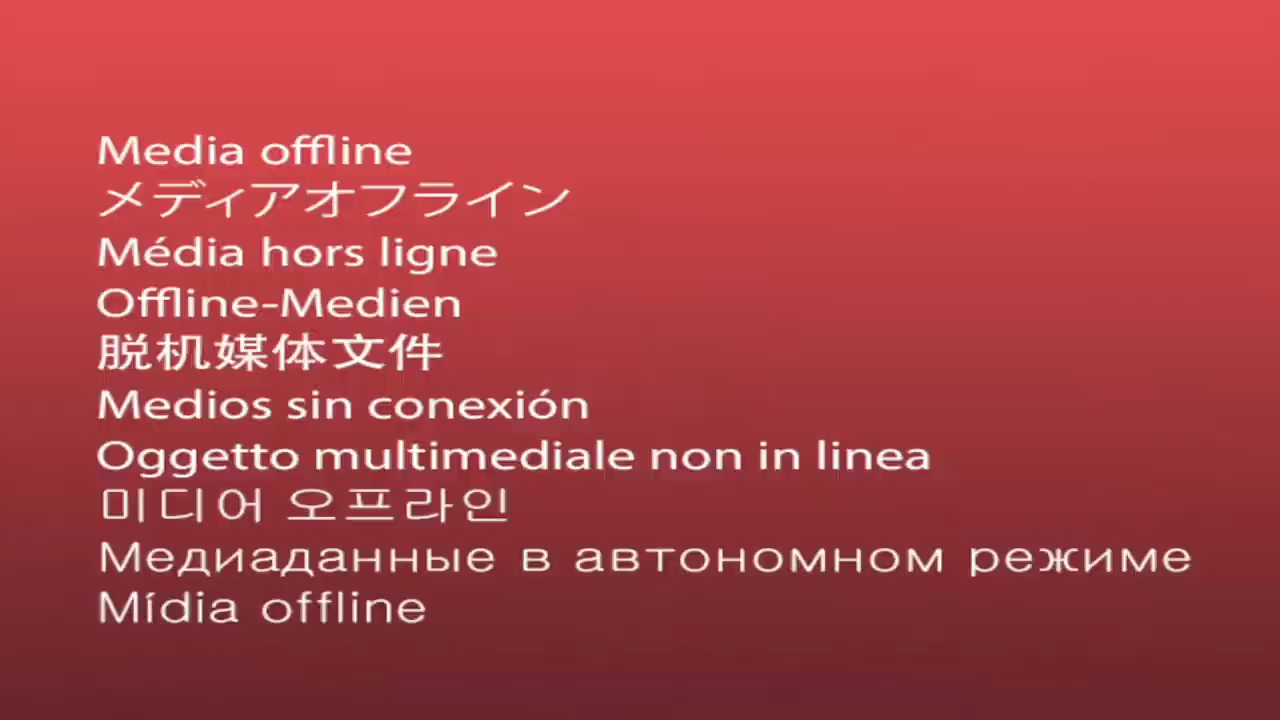 Media offline
メディアオフライン
Média hors ligne
Offline-Medien
脱机媒体文件
Medios sin conexión
Oggetto multimediale non in linea
미디어 오프라인
Медиаданные в автономном режиме
Mídia offline